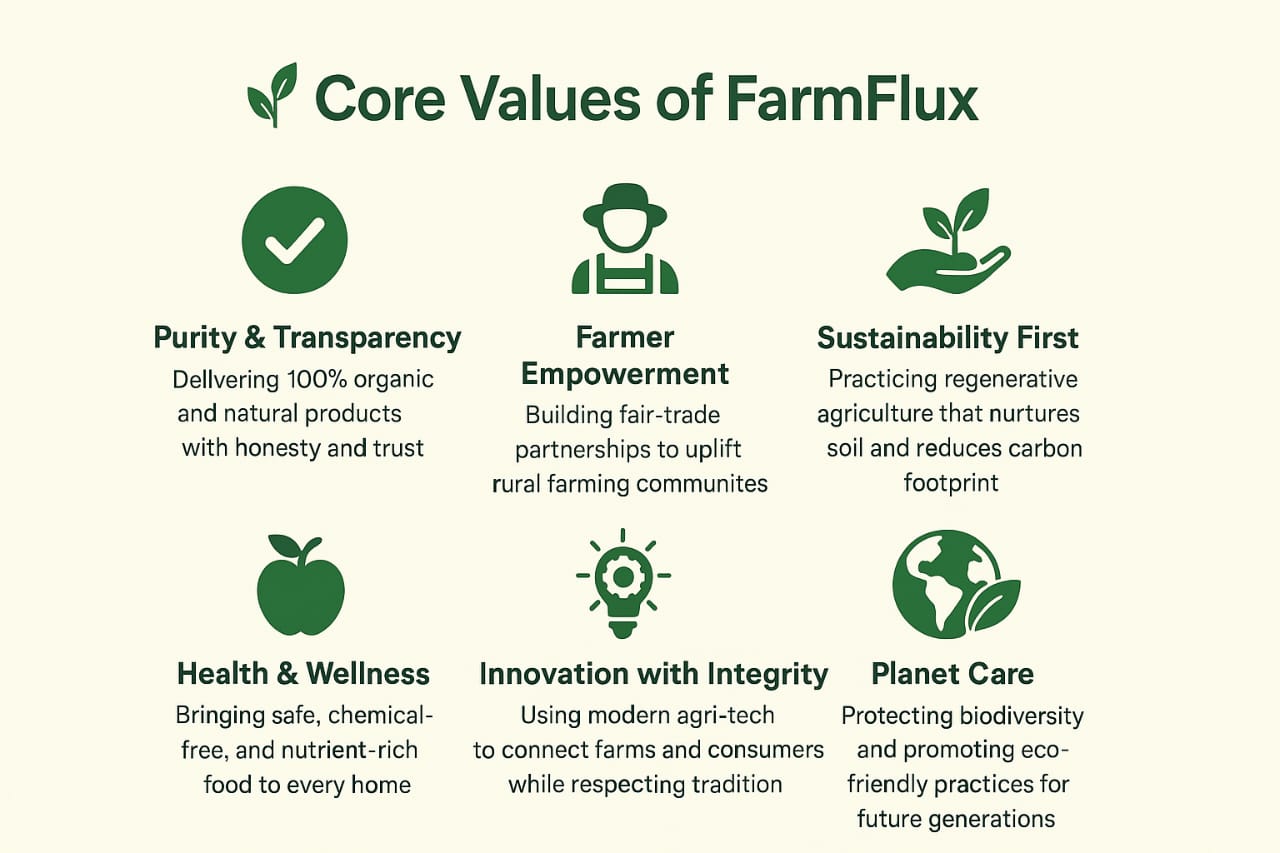 Core Values of FarmFlux
Purity & Transparency
Dellvering 100% organic
and natural products
with honesty and trust
Farmer
Empowerment
Building fair-trade
partnerships to uplift
rural farming communites
Sustainability First
Practicing regenerative
agriculture that nurtures
soil and reduces carbon
footprint
Health & Wellness
Bringing safe, chemical-
free, and nutrient-rich
food to every home
Innovation with Integrity
Using modern agri-tech
to connect farms and consumers
while respecting tradition
Planet Care
Protecting biodiversity
and promoting eco-
friendly practices for
future generations